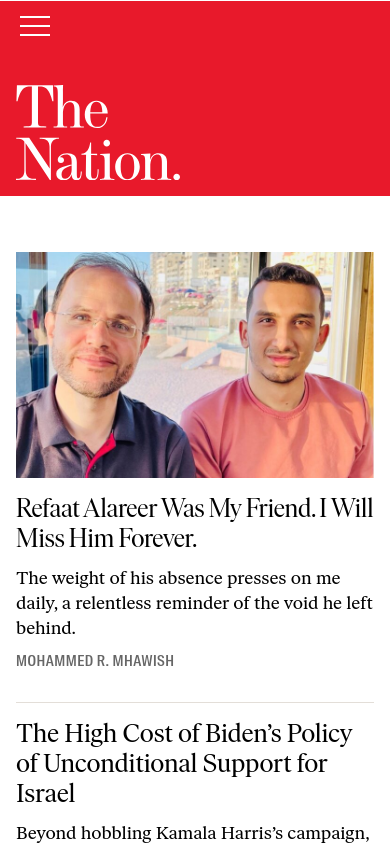 The
Nation.
Refaat Alareer Was My Friend. I Will
Miss Him Forever.
The weight of his absence presses on me
daily, a relentless reminder of the void he left
behind.
MOHAMMED R. MHAWISH
The High Cost of Biden’s Policy
of Unconditional Support for
Israel
Beyond hobbling Kamala Harris’s campaign,